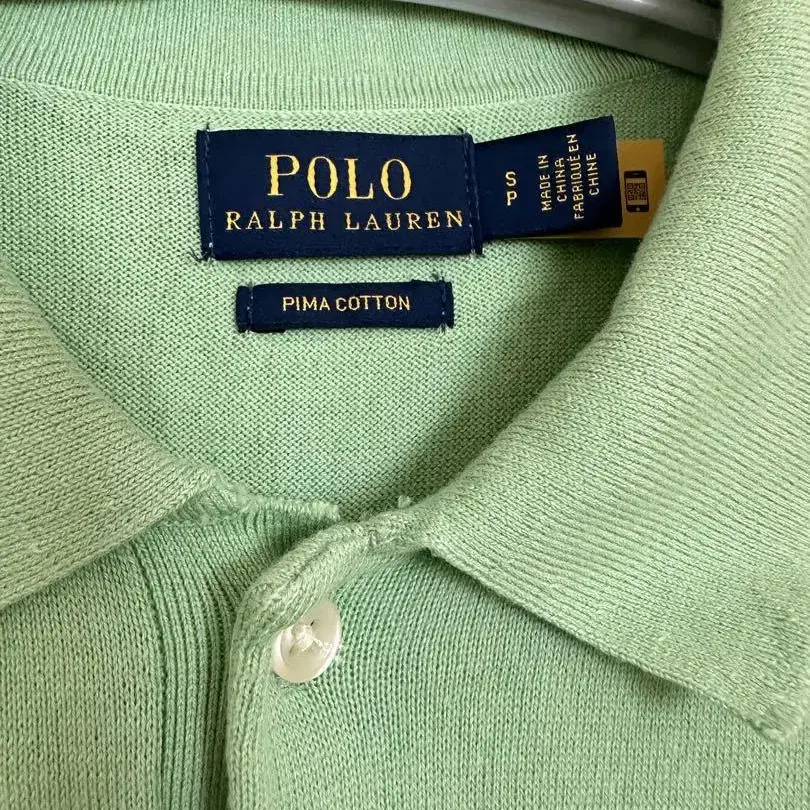 POLO
RALPH LAUREN
S
P
MADE IN
CHINA
FABRIQUÉ EN
CHINE
PIMA COTTON